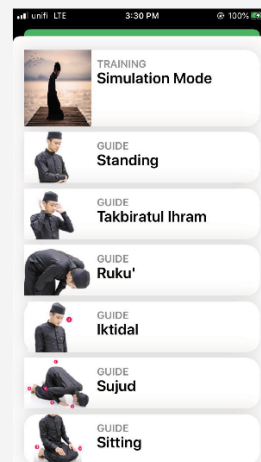 unifi LTE 3:30 PM 100%
TRAINING
Simulation Mode
GUIDE
Standing
GUIDE
Takbiratul Ihram
GUIDE
Ruku'
GUIDE
Iktidal
GUIDE
Sujud
GUIDE
Sitting